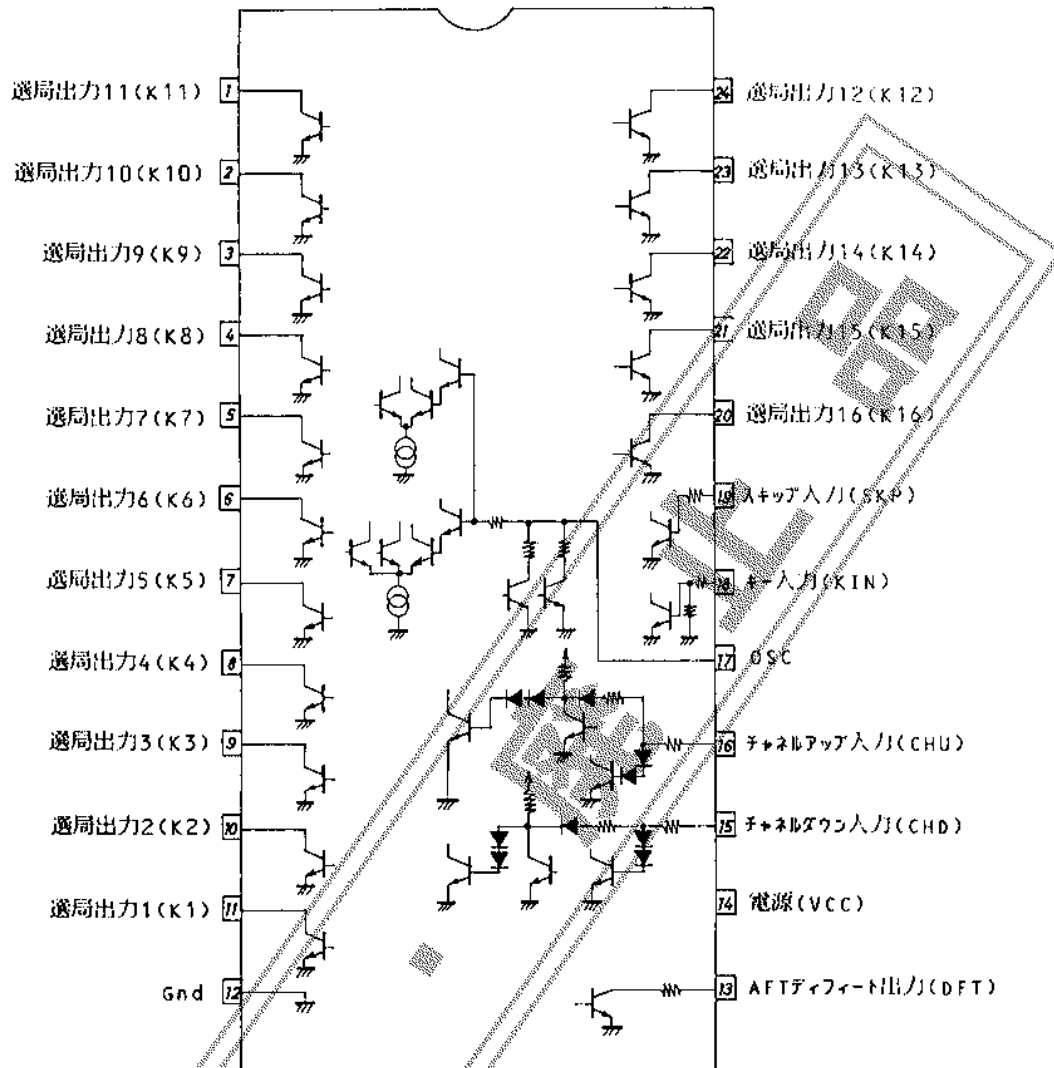 選局出力11(K11) 1
選局出力10(K10) 2
選局出力9(K9) 3
選局出力8(K8) 4
選局出力7(K7) 5
選局出力6(K6) 6
選局出力5(K5) 7
選局出力4(K4) 8
選局出力3(K3) 9
選局出力2(K2) 10
選局出力1(K1) 11
Gnd 12
24 選局出力12(K12)
23 選局出力13(K13)
22 選局出力14(K14)
21 選局出力15(K15)
20 選局出力16(K16)
19 スキップ入力(SKP)
18 キー入力(KIN)
17 OSC
16 チャネルアップ入力(CHU)
15 チャネルダウン入力(CHD)
14 電源(VCC)
13 AFTディフィート出力(DFT)